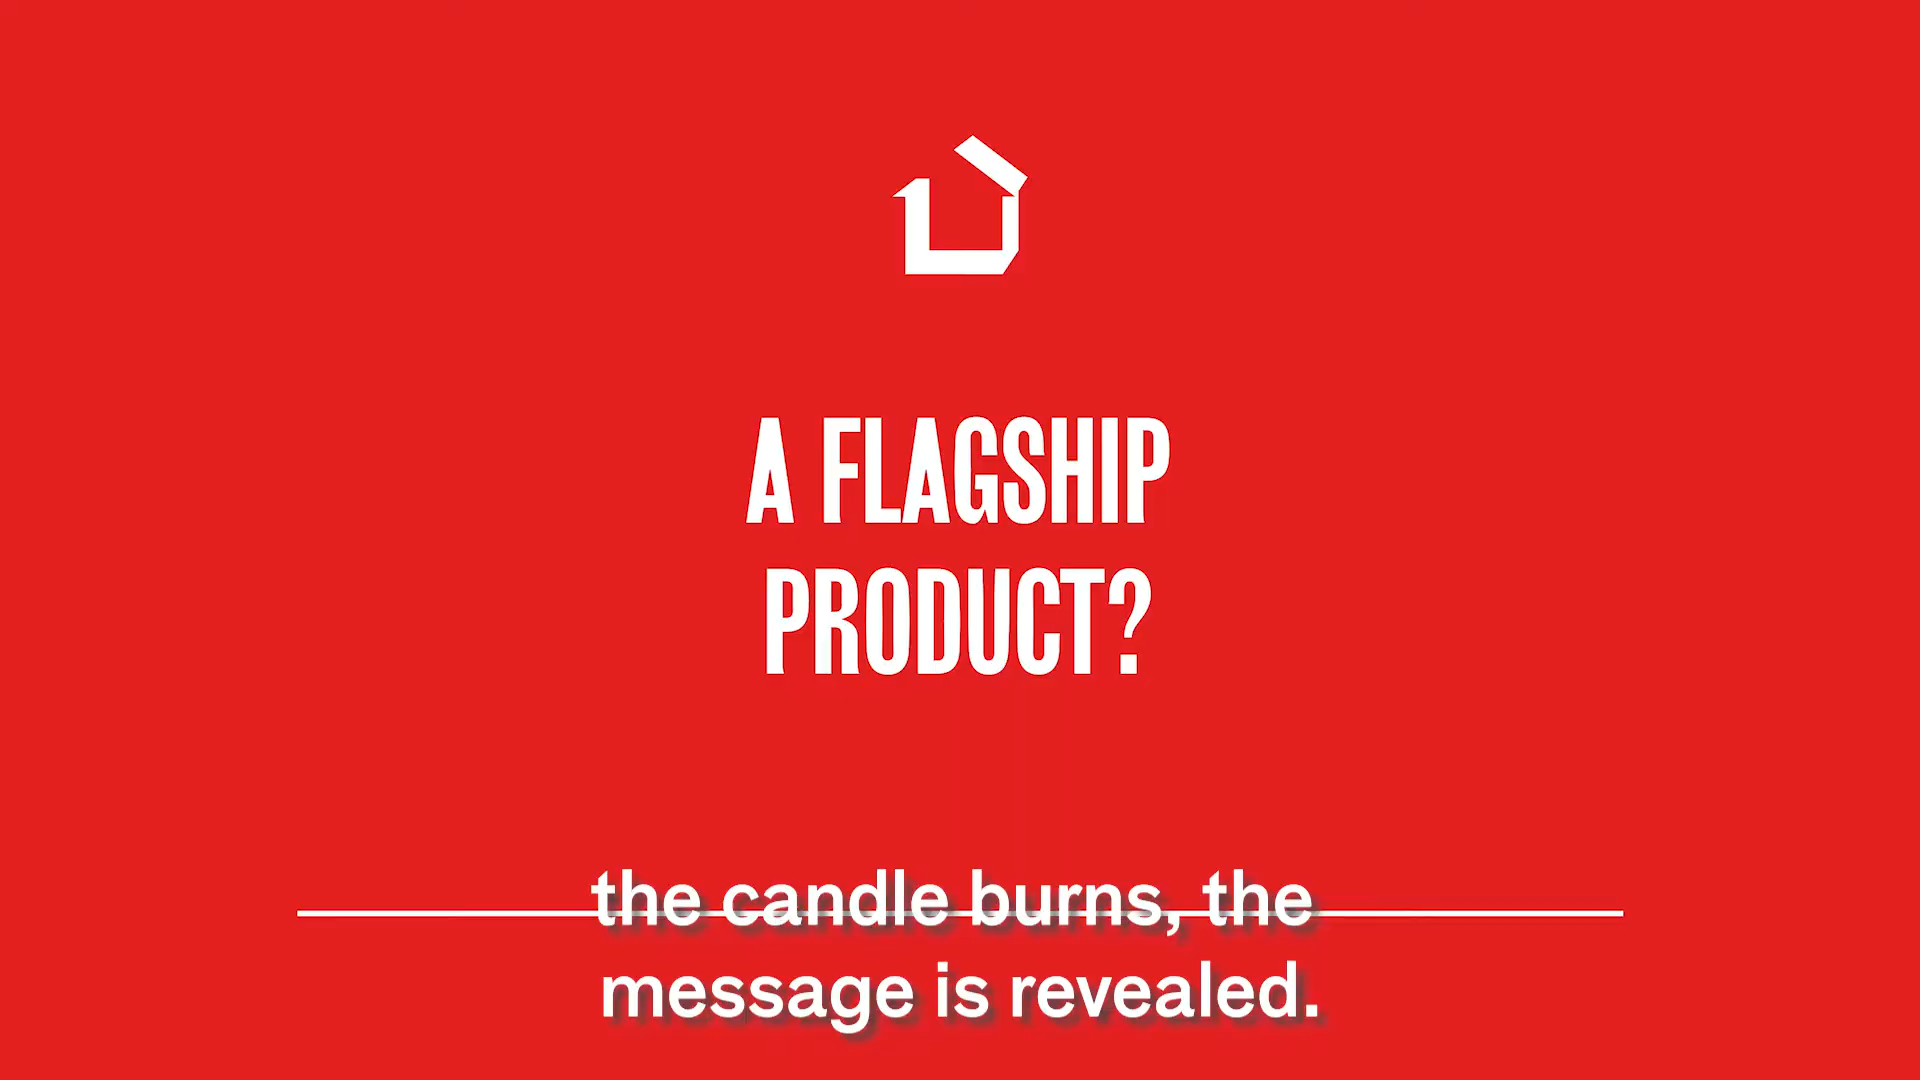 A FLAGSHIP
PRODUCT?
the candle burns, the
message is revealed.